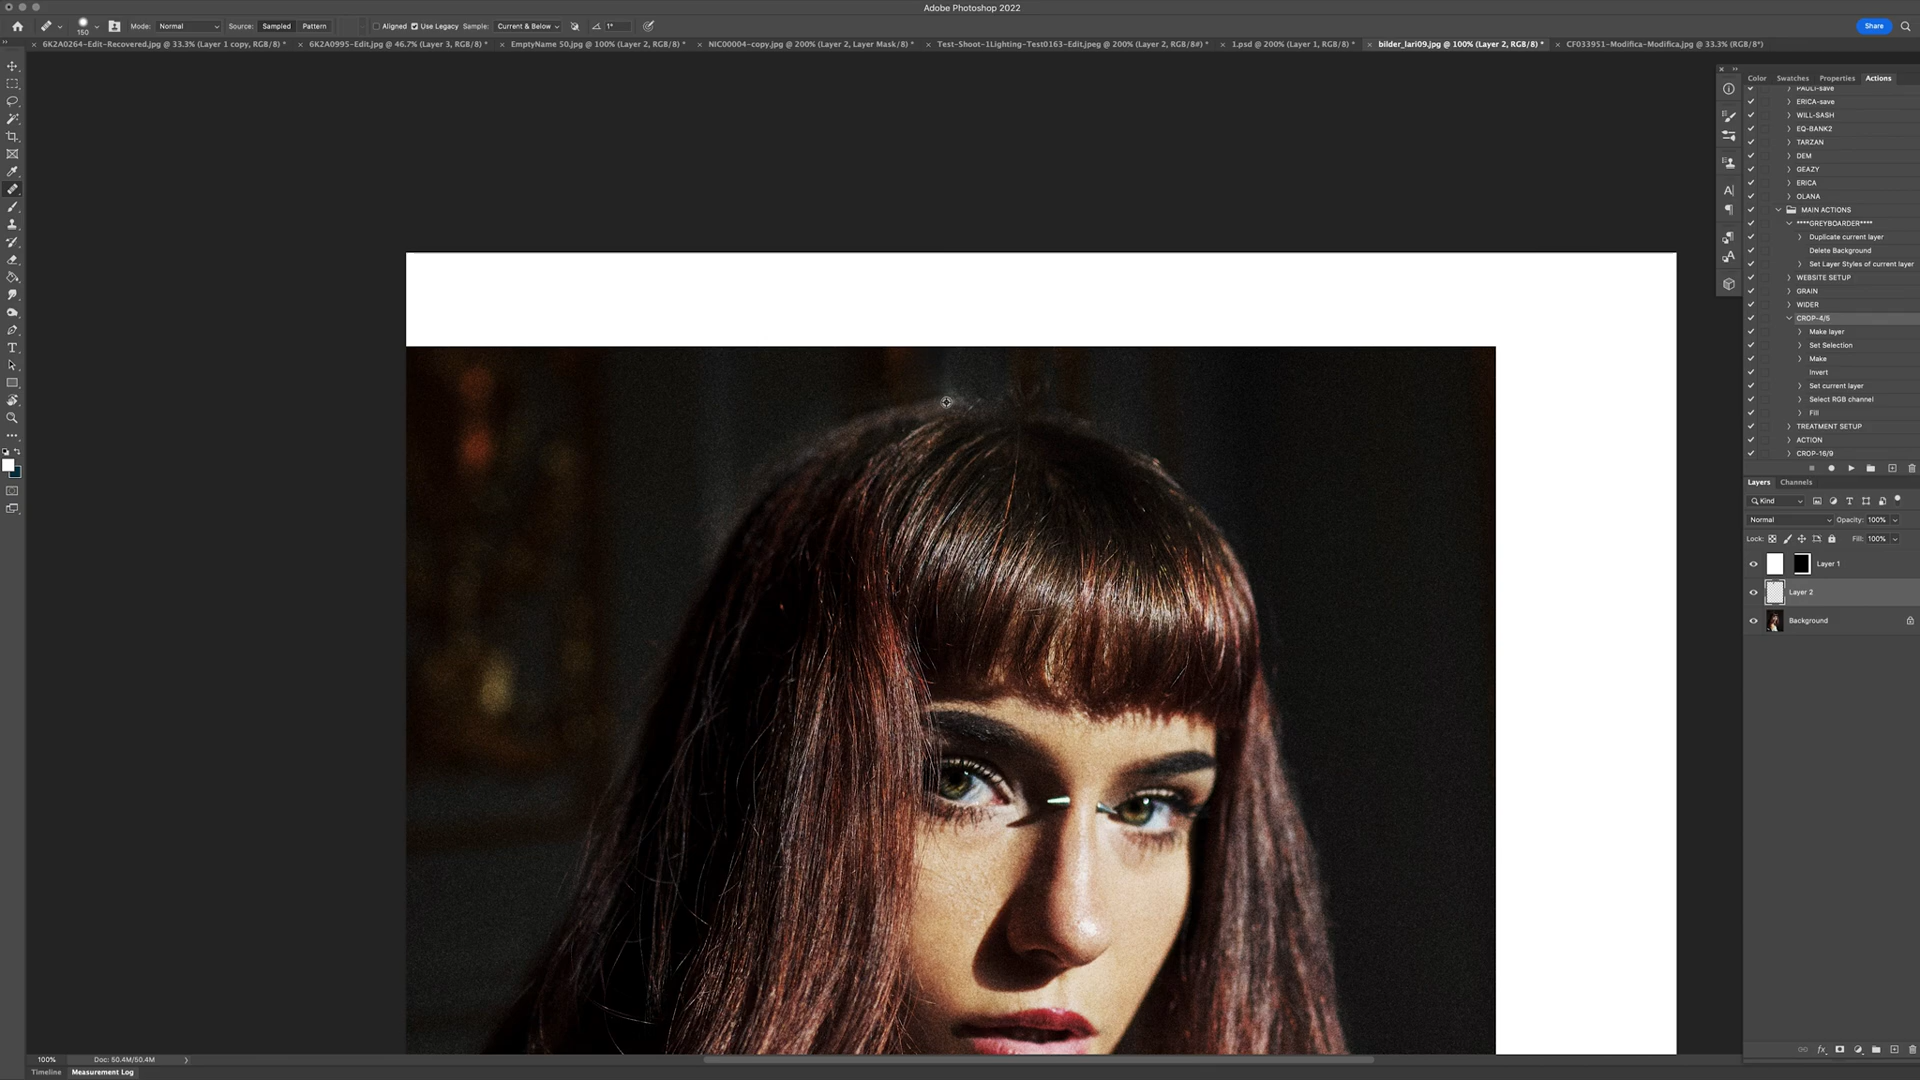 Adobe Photoshop 2022
150 Mode: Normal Source: Sampled Pattern Aligned Use Legacy Sample: Current & Below 1° Share
6K2A0264-Edit-Recovered.jpg @ 33.3% (Layer 1 copy, RGB/8) * 6K2A0995-Edit.jpg @ 46.7% (Layer 3, RGB/8) * EmptyName 50.jpg @ 100% (Layer 2, RGB/8) * NIC00004-copy.jpg @ 200% (Layer 2, Layer Mask/8) * Test-Shoot-1Lighting-Test0163-Edit.jpeg @ 200% (Layer 2, RGB/8#) * 1.psd @ 200% (Layer 1, RGB/8) * bilder_lari09.jpg @ 100% (Layer 2, RGB/8) * CF033951-Modifica-Modifica.jpg @ 33.3% (RGB/8*)
Color Swatches Properties Actions
PAULI-save
ERICA-save
WILL-SASH
EQ-BANK2
TARZAN
DEM
GEAZY
ERICA
OLANA
MAIN ACTIONS
****GREYBOARDER****
Duplicate current layer
Delete Background
Set Layer Styles of current layer
WEBSITE SETUP
GRAIN
WIDER
CROP-4/5
Make layer
Set Selection
Make
Invert
Set current layer
Select RGB channel
Fill
TREATMENT SETUP
ACTION
CROP-16/9
Layers Channels
Kind
Normal Opacity: 100%
Lock: Fill: 100%
Layer 1
Layer 2
Background
100% Doc: 50.4M/50.4M
Timeline Measurement Log